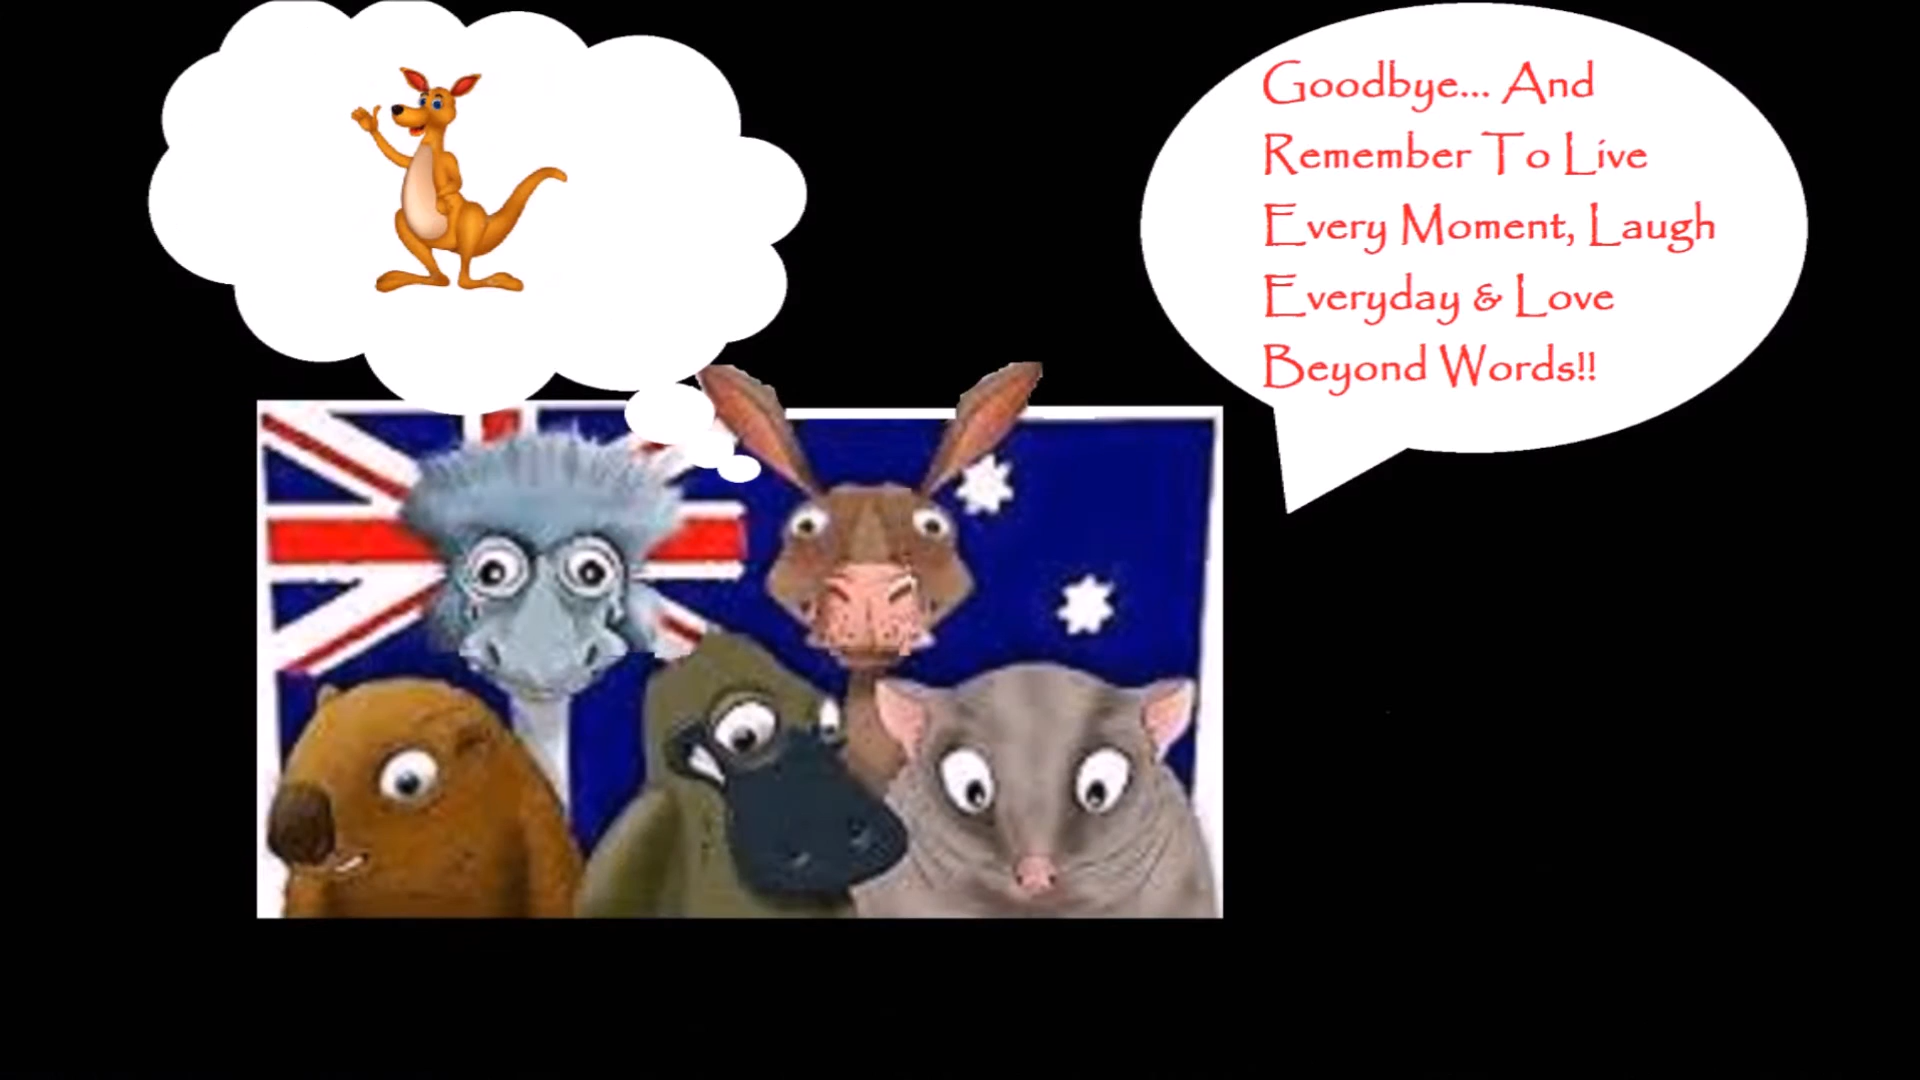 Goodbye... And
Remember To Live
Every Moment, Laugh
Everyday & Love
Beyond Words!!